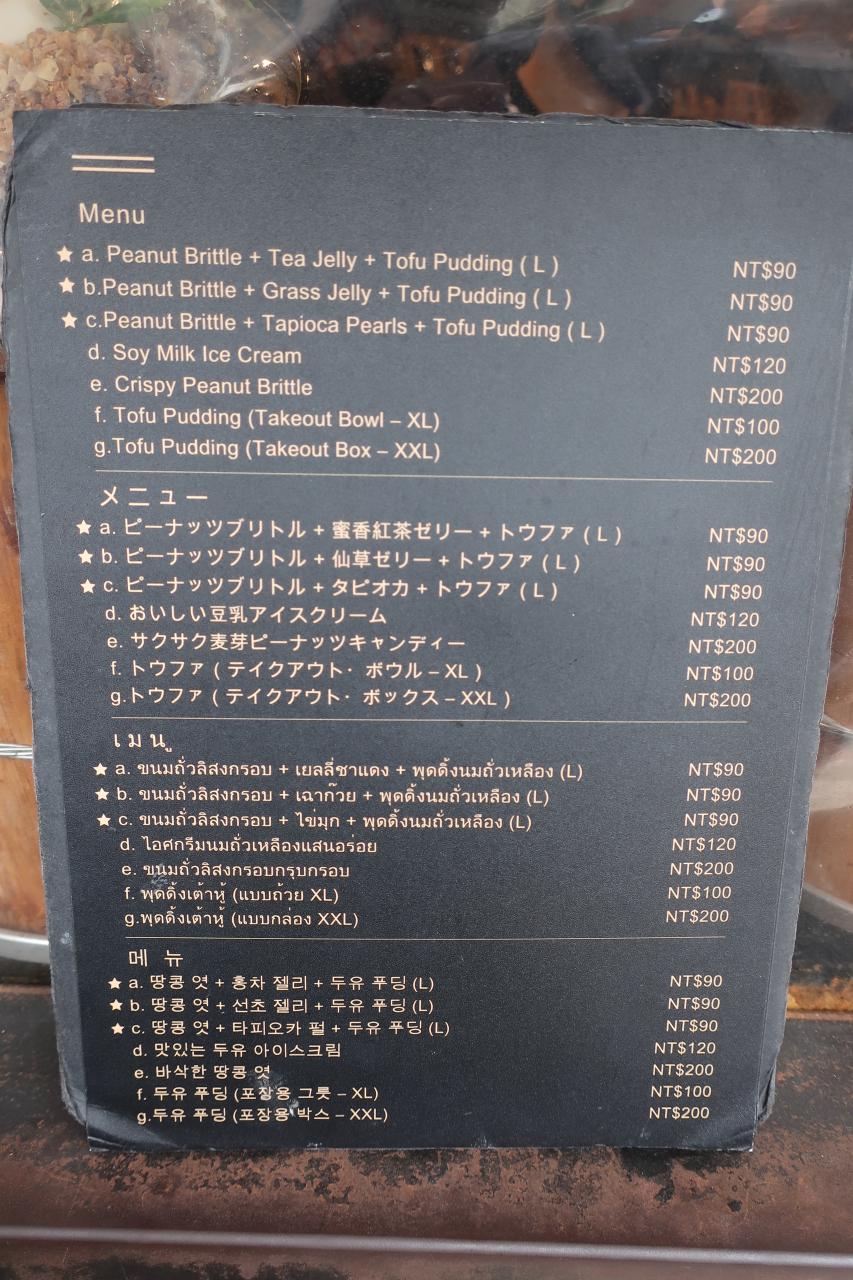 Menu
★ a. Peanut Brittle + Tea Jelly + Tofu Pudding ( L ) NT$90
★ b.Peanut Brittle + Grass Jelly + Tofu Pudding ( L ) NT$90
★ c.Peanut Brittle + Tapioca Pearls + Tofu Pudding ( L ) NT$90
d. Soy Milk Ice Cream NT$120
e. Crispy Peanut Brittle NT$200
f. Tofu Pudding (Takeout Bowl – XL) NT$100
g.Tofu Pudding (Takeout Box – XXL) NT$200
メニュー
★ a. ピーナッツブリトル + 蜜香紅茶ゼリー + トウファ ( L ) NT$90
★ b. ピーナッツブリトル + 仙草ゼリー + トウファ ( L ) NT$90
★ c. ピーナッツブリトル + タピオカ + トウファ ( L ) NT$90
d. おいしい豆乳アイスクリーム NT$120
e. サクサク麦芽ピーナッツキャンディー NT$200
f. トウファ ( テイクアウト· ボウル – XL ) NT$100
g.トウファ ( テイクアウト· ボックス – XXL ) NT$200
เมนู
★ a. ขนมถั่วลิสงกรอบ + เยลลี่ชาแดง + พุดดิ้งนมถั่วเหลือง (L) NT$90
★ b. ขนมถั่วลิสงกรอบ + เฉาก๊วย + พุดดิ้งนมถั่วเหลือง (L) NT$90
★ c. ขนมถั่วลิสงกรอบ + ไข่มุก + พุดดิ้งนมถั่วเหลือง (L) NT$90
d. ไอศกรีมนมถั่วเหลืองแสนอร่อย NT$120
e. ขนมถั่วลิสงกรอบกรุบกรอบ NT$200
f. พุดดิ้งเต้าหู้ (แบบถ้วย XL) NT$100
g.พุดดิ้งเต้าหู้ (แบบกล่อง XXL) NT$200
메 뉴
★ a. 땅콩 엿 + 홍차 젤리 + 두유 푸딩 (L) NT$90
★ b. 땅콩 엿 + 선초 젤리 + 두유 푸딩 (L) NT$90
★ c. 땅콩 엿 + 타피오카 펄 + 두유 푸딩 (L) NT$90
d. 맛있는 두유 아이스크림 NT$120
e. 바삭한 땅콩 엿 NT$200
f. 두유 푸딩 (포장용 그릇 – XL) NT$100
g.두유 푸딩 (포장용 박스 – XXL) NT$200